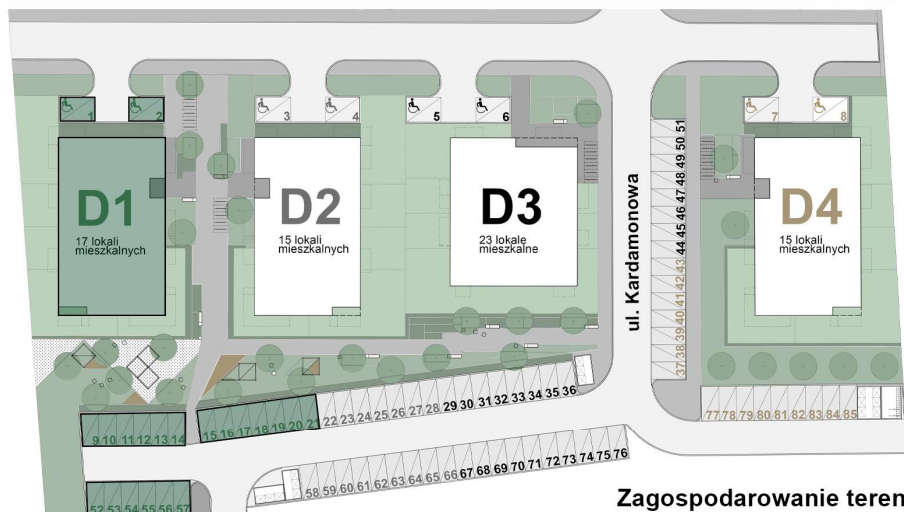 1 2 3 4 5 6 7 8
D1
17 lokali
mieszkalnych
D2
15 lokali
mieszkalnych
D3
23 lokale
mieszkalne
D4
15 lokali
mieszkalnych
ul. Kardamonowa
37 38 39 40 41 42 43 44 45 46 47 48 49 50 51
9 10 11 12 13 14
15 16 17 18 19 20 21 22 23 24 25 26 27 28 29 30 31 32 33 34 35 36
77 78 79 80 81 82 83 84 85
58 59 60 61 62 63 64 65 66 67 68 69 70 71 72 73 74 75 76
52 53 54 55 56 57
Zagospodarowanie teren